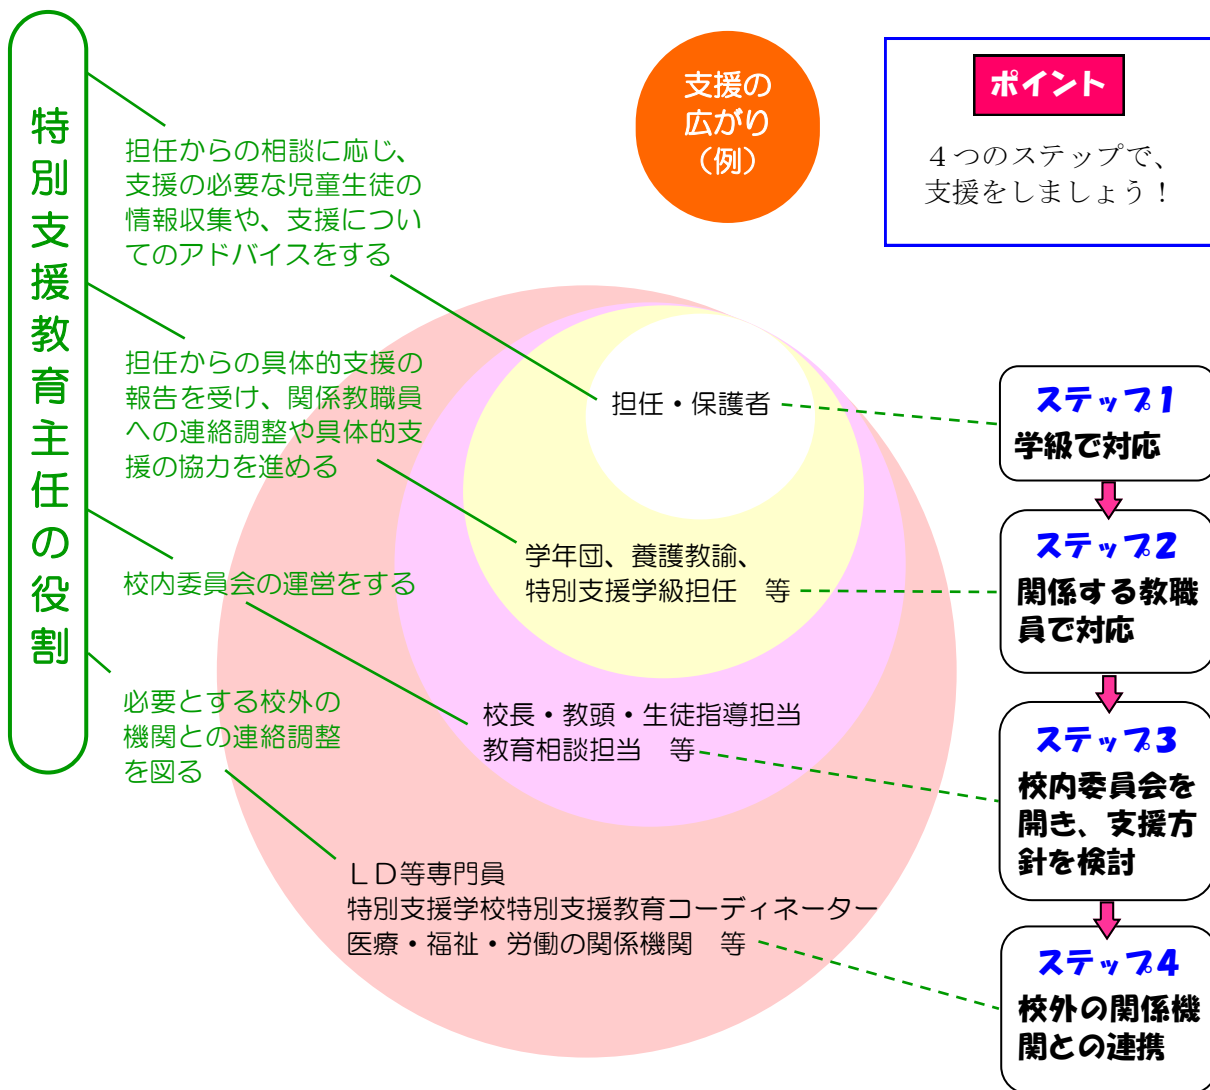 特別支援教育主任の役割
支援の
広がり
（例）
ポイント
４つのステップで、
支援をしましょう！
担任からの相談に応じ、
支援の必要な児童生徒の
情報収集や、支援につい
てのアドバイスをする
担任からの具体的支援の
報告を受け、関係教職員
への連絡調整や具体的支
援の協力を進める
校内委員会の運営をする
必要とする校外の
機関との連絡調整
を図る
担任・保護者
学年団、養護教諭、
特別支援学級担任　等
校長・教頭・生徒指導担当
教育相談担当　等
ＬＤ等専門員
特別支援学校特別支援教育コーディネーター
医療・福祉・労働の関係機関　等
ステップ1
学級で対応
ステップ2
関係する教職
員で対応
ステップ3
校内委員会を
開き、支援方
針を検討
ステップ4
校外の関係機
関との連携